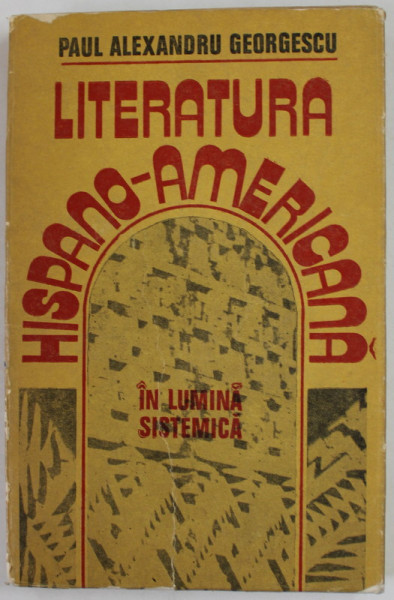 PAUL ALEXANDRU GEORGESCU
LITERATURA
HISPANO-AMERICANĂ
ÎN LUMINĂ
SISTEMICĂ